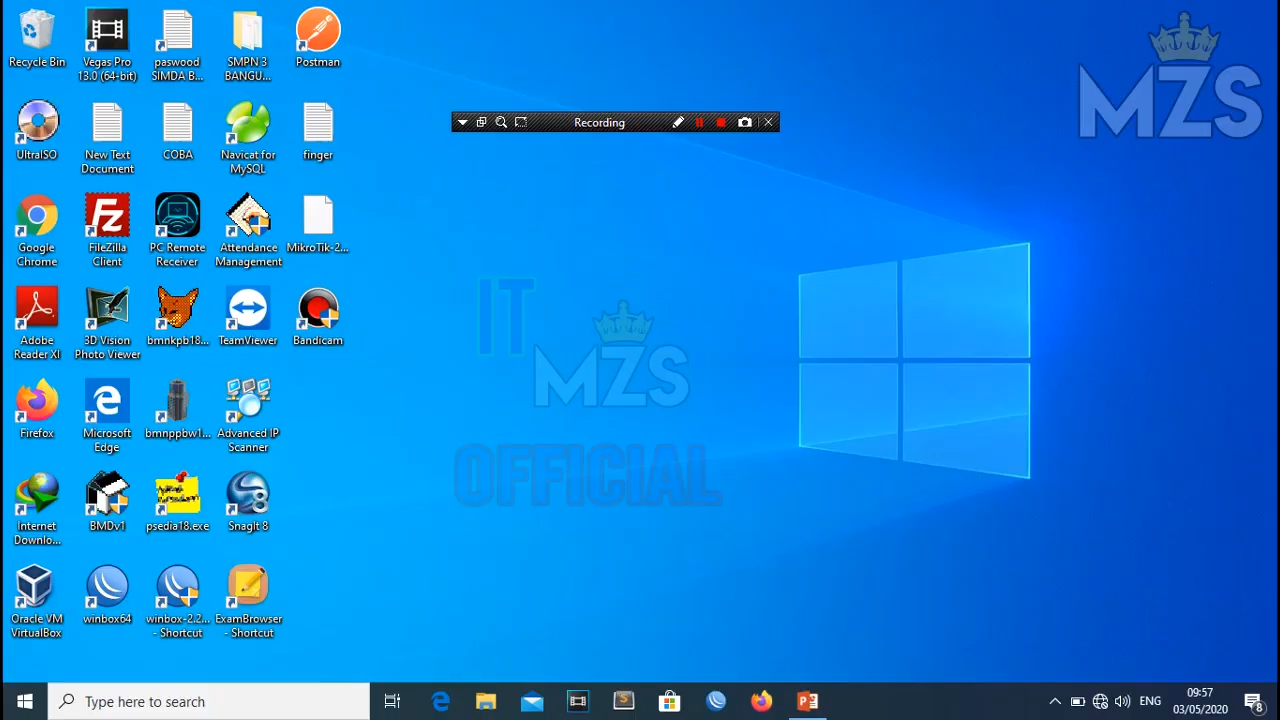 Recycle Bin
Vegas Pro
13.0 (64-bit)
paswood
SIMDA B...
SMPN 3
BANGU...
Postman
MZS
Recording
UltraISO
New Text
Document
COBA
Navicat for
MySQL
finger
Google
Chrome
FileZilla
Client
PC Remote
Receiver
Attendance
Management
MikroTik-2...
IT
MZS
OFFICIAL
Adobe
Reader XI
3D Vision
Photo Viewer
bmnkpb18...
TeamViewer
Bandicam
Firefox
Microsoft
Edge
bmnppbw1...
Advanced IP
Scanner
Internet
Downlo...
BMDv1
psedia18.exe
SnagIt 8
Oracle VM
VirtualBox
winbox64
winbox-2.2...
- Shortcut
ExamBrowser
- Shortcut
Type here to search
ENG
09:57
03/05/2020
8